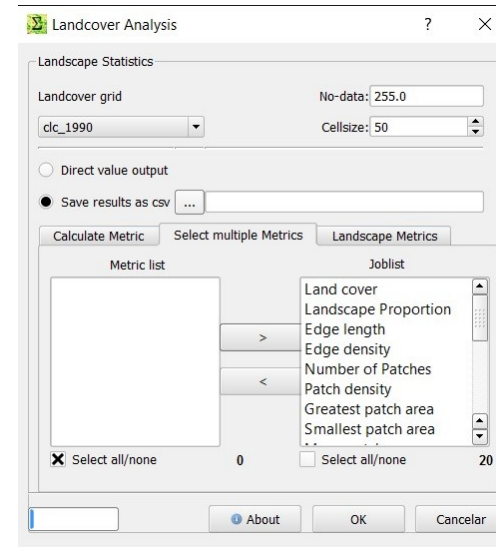 Landcover Analysis ? ×
Landscape Statistics
Landcover grid No-data: 255.0
clc_1990 Cellsize: 50
Direct value output
Save results as csv ...
Calculate Metric Select multiple Metrics Landscape Metrics
Metric list Joblist
Land cover
Landscape Proportion
Edge length
> Edge density
Number of Patches
< Patch density
Greatest patch area
Smallest patch area
Select all/none 0 Select all/none 20
About OK Cancelar